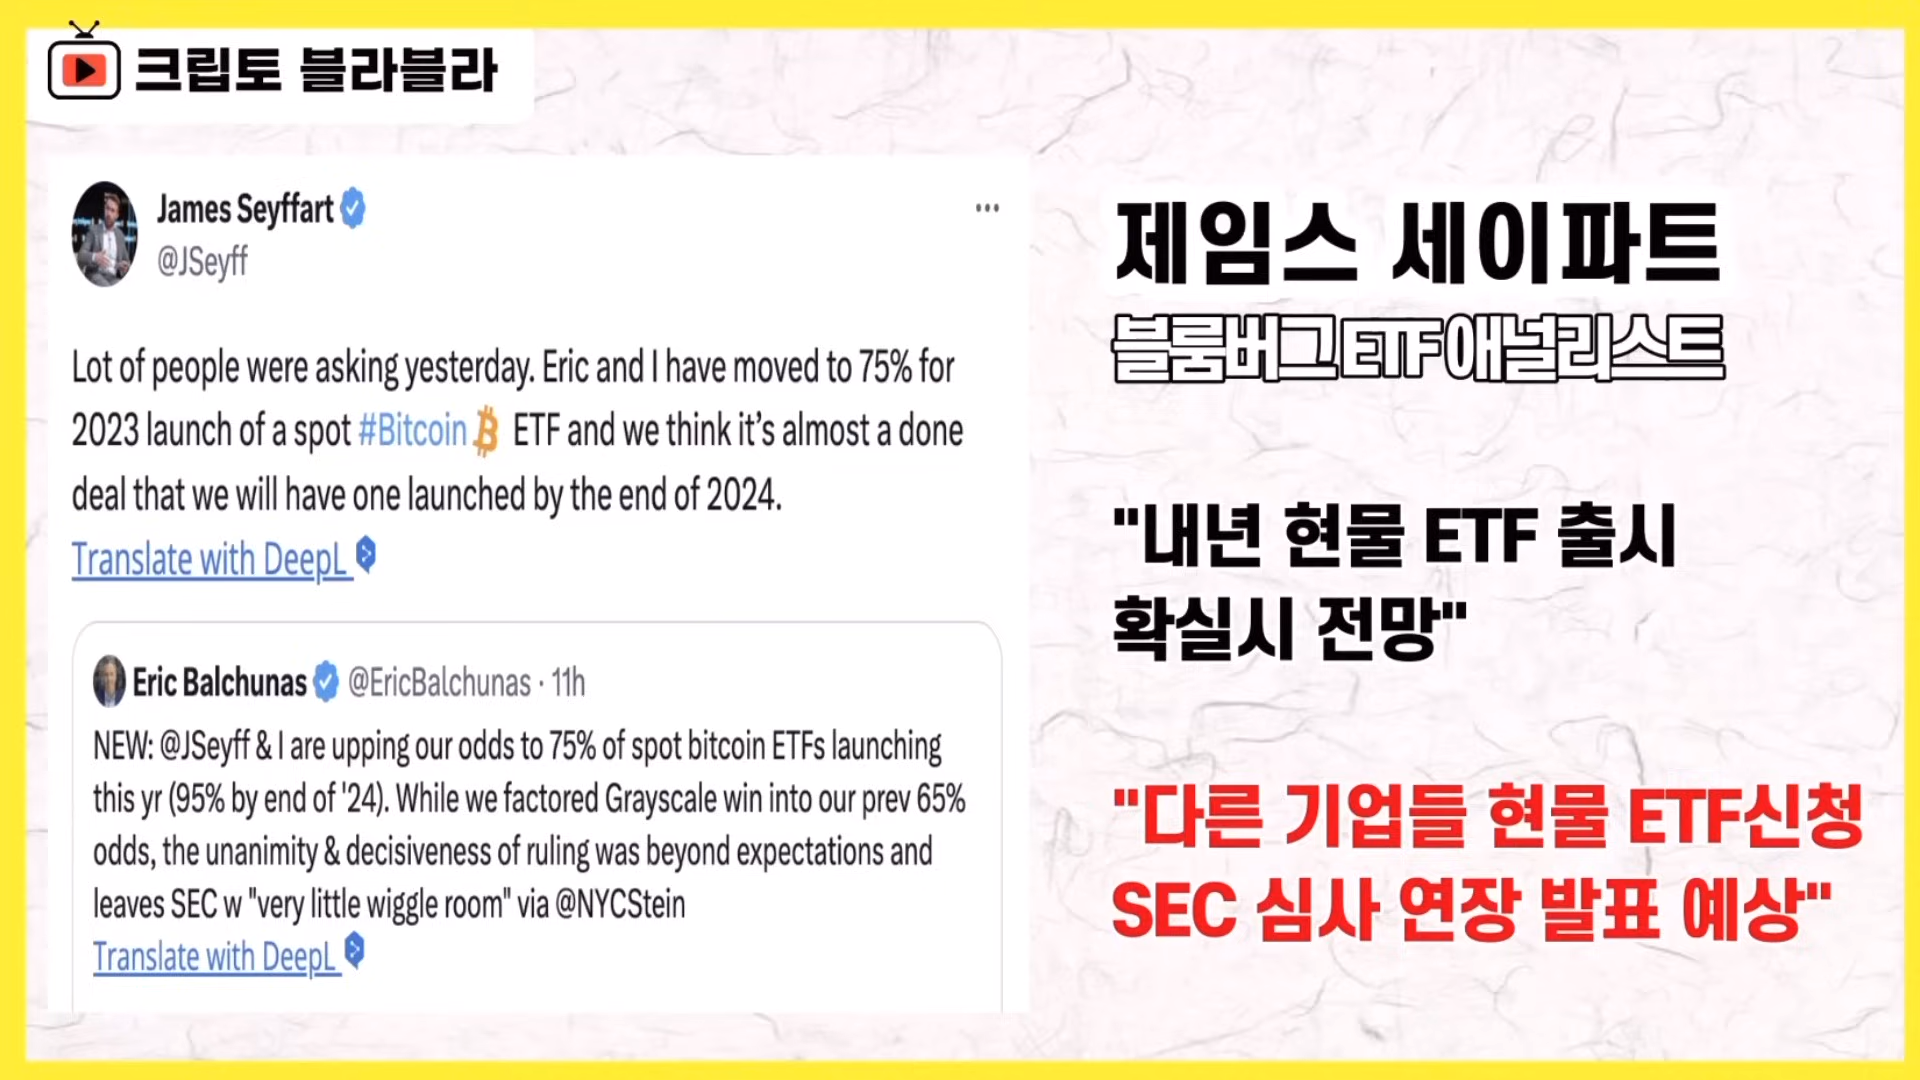 크립토 블라블라
James Seyffart
@JSeyff
Lot of people were asking yesterday. Eric and I have moved to 75% for
2023 launch of a spot #Bitcoin ETF and we think it’s almost a done
deal that we will have one launched by the end of 2024.
Translate with DeepL
Eric Balchunas @EricBalchunas · 11h
NEW: @JSeyff & I are upping our odds to 75% of spot bitcoin ETFs launching
this yr (95% by end of '24). While we factored Grayscale win into our prev 65%
odds, the unanimity & decisiveness of ruling was beyond expectations and
leaves SEC w "very little wiggle room" via @NYCStein
Translate with DeepL
제임스 세이파트
블룸버그 ETF 애널리스트
"내년 현물 ETF 출시
확실시 전망"
"다른 기업들 현물 ETF신청
SEC 심사 연장 발표 예상"